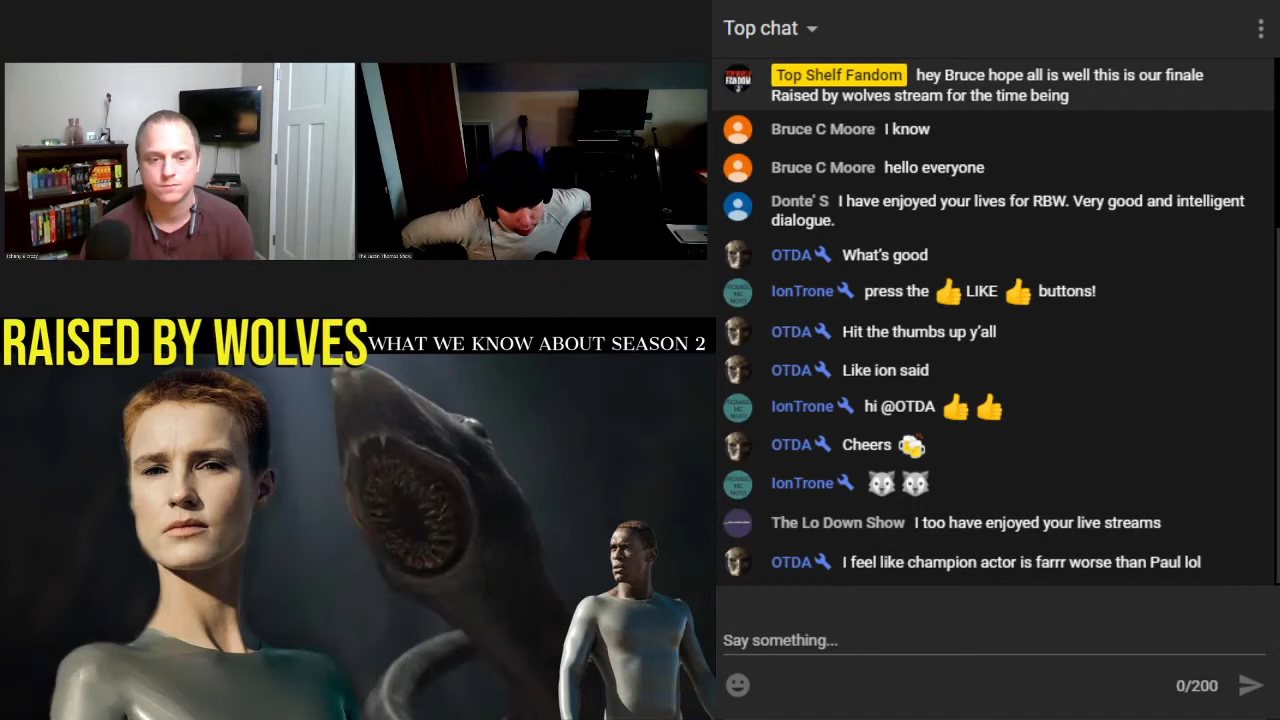 Top chat
Top Shelf Fandom hey Bruce hope all is well this is our finale
Raised by wolves stream for the time being
Bruce C Moore I know
Bruce C Moore hello everyone
Donte' S I have enjoyed your lives for RBW. Very good and intelligent
dialogue.
OTDA What's good
IonTrone press the 👍 LIKE 👍 buttons!
OTDA Hit the thumbs up y'all
OTDA Like ion said
IonTrone hi @OTDA 👍 👍
OTDA Cheers 🍻
IonTrone 🐺 🐺
The Lo Down Show I too have enjoyed your live streams
OTDA I feel like champion actor is farrr worse than Paul lol
Say something...
0/200
The Justin Thomas Show
RAISED BY WOLVES
WHAT WE KNOW ABOUT SEASON 2